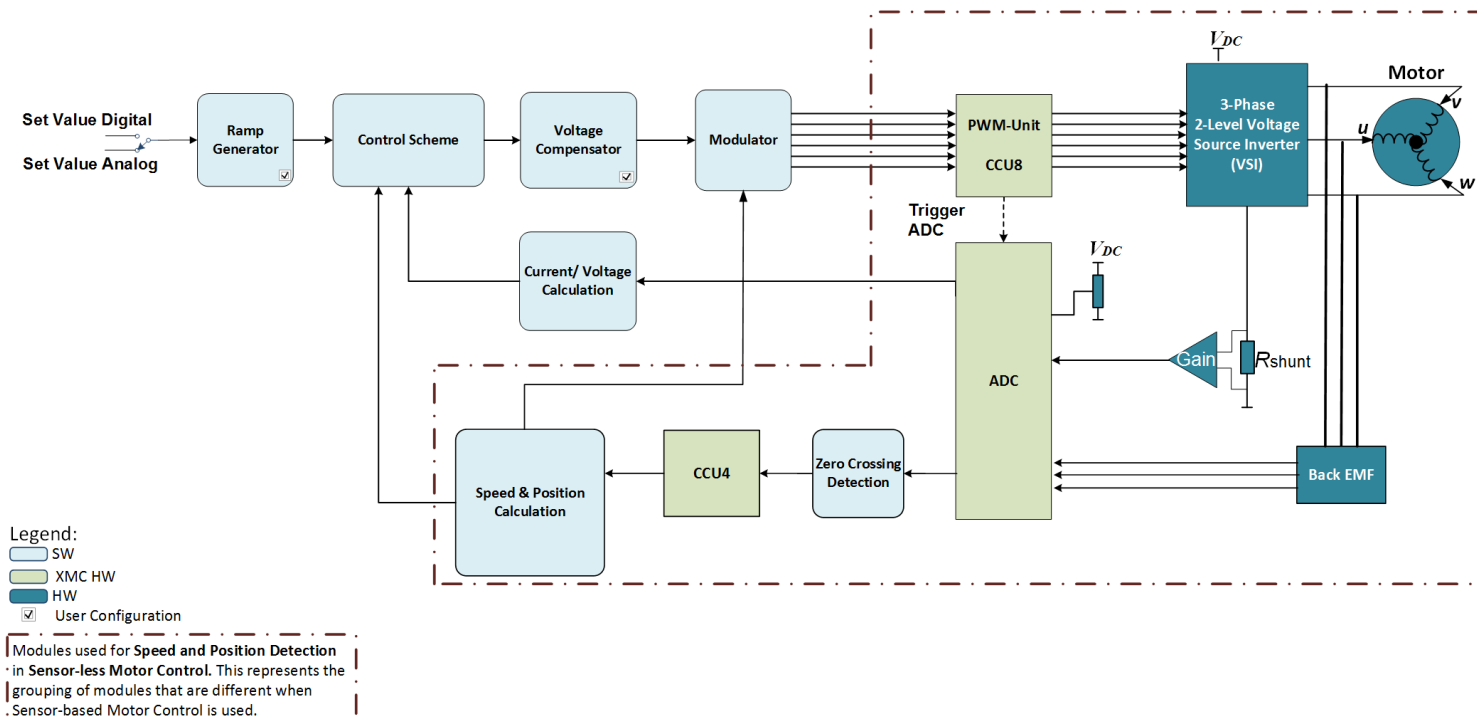 Set Value Digital
Set Value Analog
Ramp
Generator
Control Scheme
Voltage
Compensator
Modulator
PWM-Unit
CCU8
V_DC
3-Phase
2-Level Voltage
Source Inverter
(VSI)
Motor
u
v
w
Trigger
ADC
Current/ Voltage
Calculation
V_DC
ADC
Gain
Rshunt
Speed & Position
Calculation
CCU4
Zero Crossing
Detection
Back EMF
Legend:
SW
XMC HW
HW
User Configuration
Modules used for Speed and Position Detection
in Sensor-less Motor Control. This represents the
grouping of modules that are different when
Sensor-based Motor Control is used.